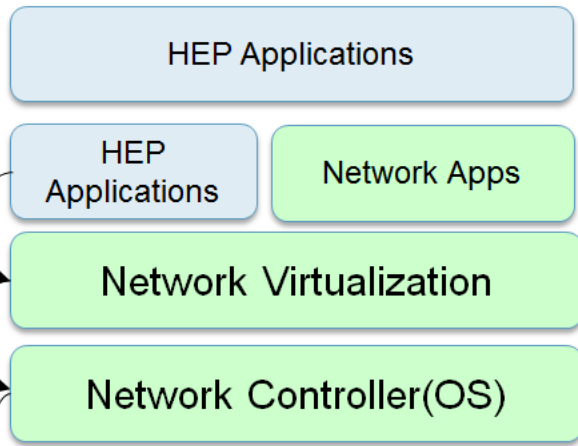 HEP Applications
HEP
Applications
Network Apps
Network Virtualization
Network Controller(OS)